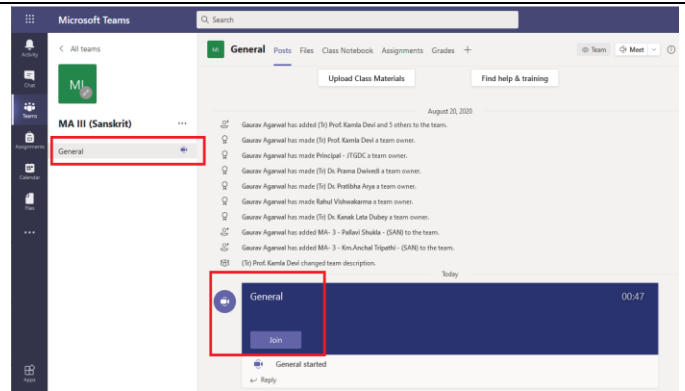 Microsoft Teams
Search
Activity
Chat
Teams
Assignments
Calendar
Files
Apps
All teams
MI
MA III (Sanskrit)
General
MI General Posts Files Class Notebook Assignments Grades
Team Meet
Upload Class Materials Find help & training
August 20, 2020
Gaurav Agarwal has added (Tr) Prof. Kamla Devi and 5 others to the team.
Gaurav Agarwal has made (Tr) Prof. Kamla Devi a team owner.
Gaurav Agarwal has made Principal - JTGDC a team owner.
Gaurav Agarwal has made (Tr) Dr. Prama Dwivedi a team owner.
Gaurav Agarwal has made (Tr) Dr. Pratibha Arya a team owner.
Gaurav Agarwal has made Rahul Vishwakarma a team owner.
Gaurav Agarwal has made (Tr) Dr. Kanak Lata Dubey a team owner.
Gaurav Agarwal has added MA- 3 - Pallavi Shukla - (SAN) to the team.
Gaurav Agarwal has added MA- 3 - Km.Anchal Tripathi - (SAN) to the team.
(Tr) Prof. Kamla Devi changed team description.
Today
General 00:47
Join
General started
Reply